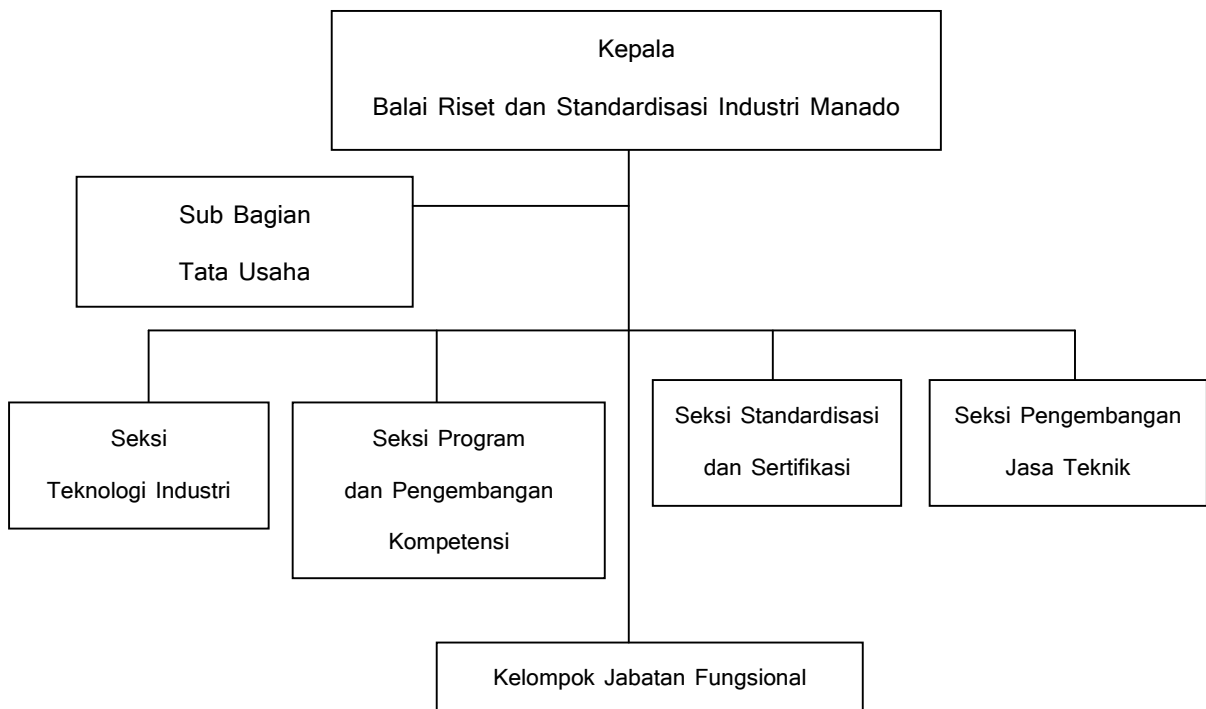 Kepala
Balai Riset dan Standardisasi Industri Manado
Sub Bagian
Tata Usaha
Seksi
Teknologi Industri
Seksi Program
dan Pengembangan
Kompetensi
Seksi Standardisasi
dan Sertifikasi
Seksi Pengembangan
Jasa Teknik
Kelompok Jabatan Fungsional